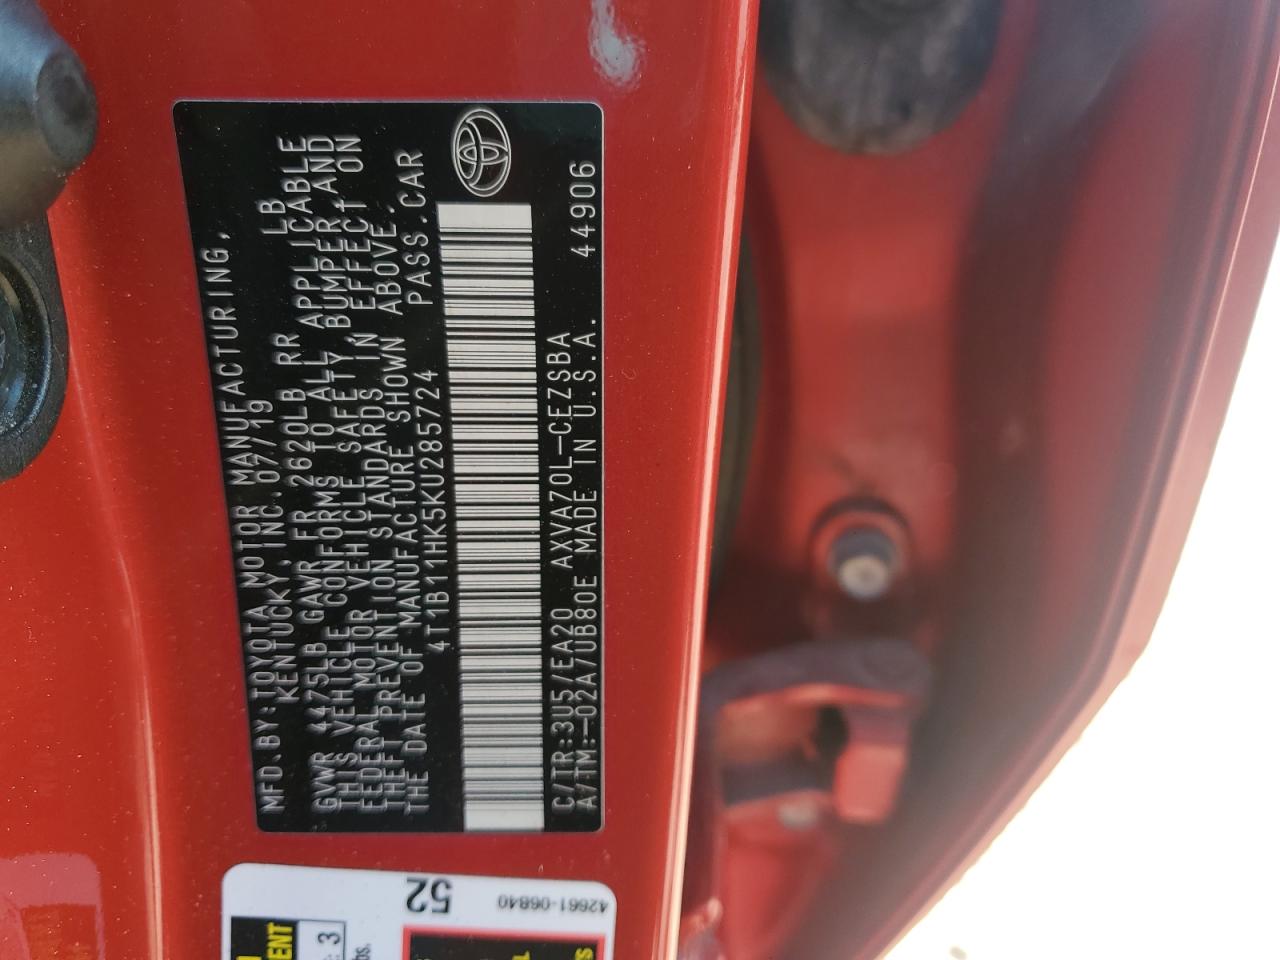 MFD.BY:TOYOTA MOTOR MANUFACTURING,
KENTUCKY,INC.07/19
GVWR 4475LB GAWR FR 2620LB RR LB
THIS VEHICLE CONFORMS TO ALL APPLICABLE
FEDERAL MOTOR VEHICLE SAFETY,BUMPER,AND
THEFT PREVENTION STANDARDS IN EFFECT ON
THE DATE OF MANUFACTURE SHOWN ABOVE.
4T1B11HK5KU285724 PASS.CAR
C/TR:3U5/EA20 AXVA70L-CEZSBA 44906
A/TM:-02A/UB80E MADE IN U.S.A.
52
42661-06840
3